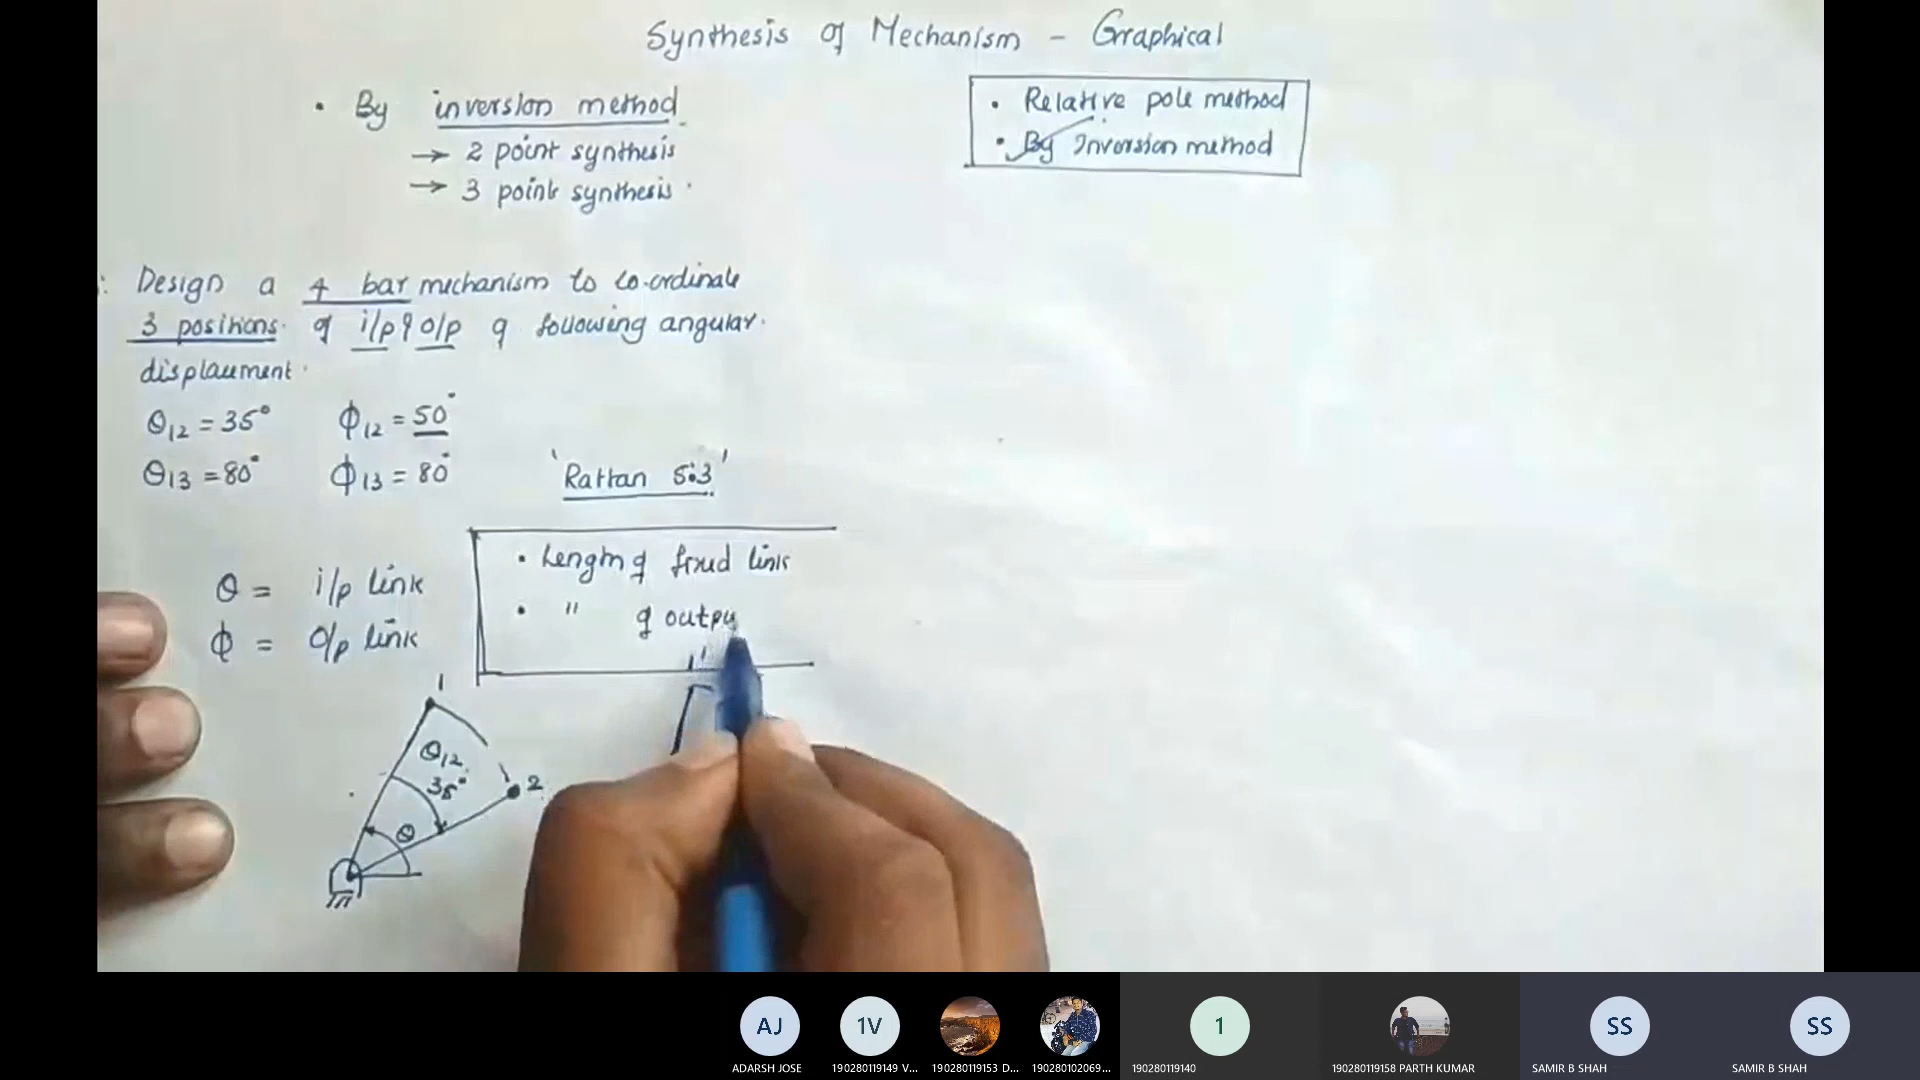 Synthesis of Mechanism - Graphical
• By inversion method
→ 2 point synthesis
→ 3 point synthesis
• Relative pole method
• By Inversion method
: Design a 4 bar mechanism to co-ordinate
3 positions of i/p & o/p of following angular
displacement.
θ12 = 35° ϕ12 = 50°
θ13 = 80° ϕ13 = 80°
'Rattan 5:3'
• Length of fixed link
• " of outpu
θ = i/p link
ϕ = o/p link
1
θ12
35°
2
θ
AJ
1V
1
SS
SS
ADARSH JOSE
190280119149 V...
190280119153 D...
190280102069...
190280119140
190280119158 PARTH KUMAR
SAMIR B SHAH
SAMIR B SHAH